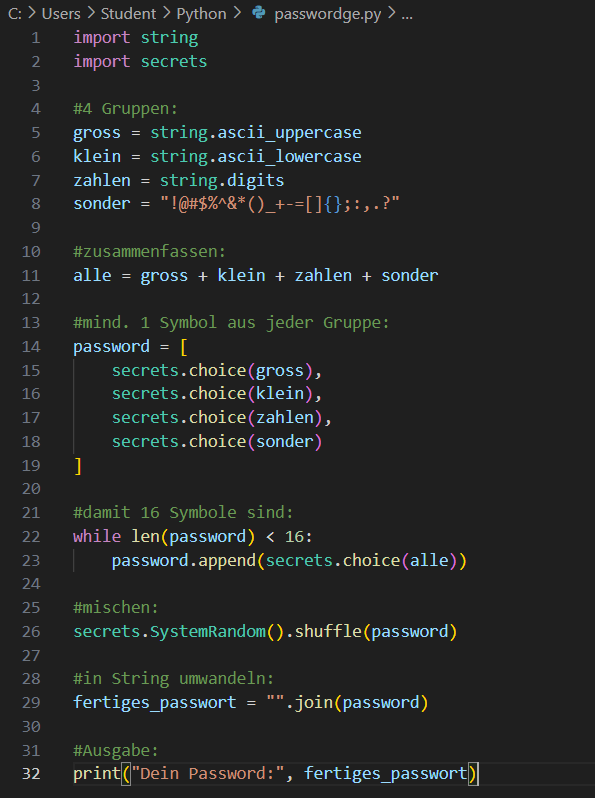 C: > Users > Student > Python > passwordge.py > ...
1 import string
2 import secrets
3
4 #4 Gruppen:
5 gross = string.ascii_uppercase
6 klein = string.ascii_lowercase
7 zahlen = string.digits
8 sonder = "!@#$%^&*()_+-=[]{};:,.?"
9
10 #zusammenfassen:
11 alle = gross + klein + zahlen + sonder
12
13 #mind. 1 Symbol aus jeder Gruppe:
14 password = [
15     secrets.choice(gross),
16     secrets.choice(klein),
17     secrets.choice(zahlen),
18     secrets.choice(sonder)
19 ]
20
21 #damit 16 Symbole sind:
22 while len(password) < 16:
23     password.append(secrets.choice(alle))
24
25 #mischen:
26 secrets.SystemRandom().shuffle(password)
27
28 #in String umwandeln:
29 fertiges_passwort = "".join(password)
30
31 #Ausgabe:
32 print("Dein Password:", fertiges_passwort)